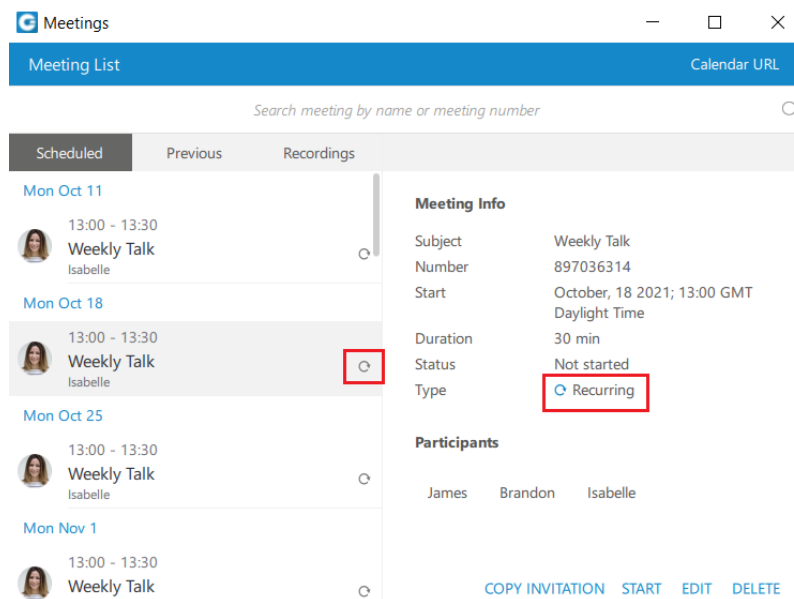 Meetings
Meeting List
Calendar URL
Search meeting by name or meeting number
Scheduled Previous Recordings
Mon Oct 11
13:00 - 13:30
Weekly Talk
Isabelle
Mon Oct 18
13:00 - 13:30
Weekly Talk
Isabelle
Mon Oct 25
13:00 - 13:30
Weekly Talk
Isabelle
Mon Nov 1
13:00 - 13:30
Weekly Talk
Meeting Info
Subject Weekly Talk
Number 897036314
Start October, 18 2021; 13:00 GMT
Daylight Time
Duration 30 min
Status Not started
Type Recurring
Participants
James Brandon Isabelle
COPY INVITATION START EDIT DELETE